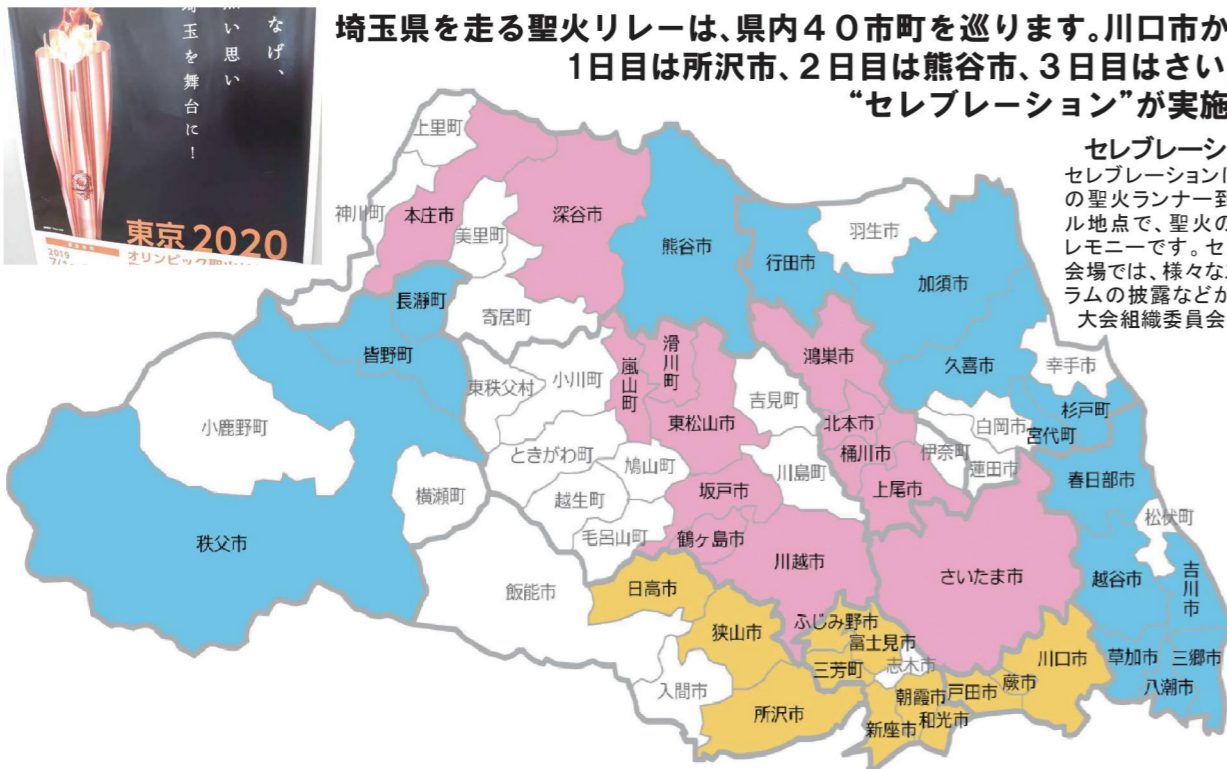 なげ、
思い
を舞台に!
東京2020
2019
埼玉県を走る聖火リレーは、県内40市町を巡ります。川口市か
1日目は所沢市、2日目は熊谷市、3日目はさい
“セレブレーション”が実施
セレブレーシ
セレブレーションに
の聖火ランナー到
ル地点で、聖火の
レモニーです。セ
会場では、様々な
ラムの披露などか
大会組織委員会
上里町
神川町
本庄市
美里町
深谷市
熊谷市
行田市
羽生市
加須市
長瀞町
皆野町
寄居町
嵐山町
滑川町
鴻巣市
久喜市
幸手市
小鹿野町
東秩父村
小川町
東松山市
吉見町
北本市
白岡市
杉戸町
宮代町
ときがわ町
鳩山町
川島町
桶川市
伊奈町
蓮田市
横瀬町
越生町
坂戸市
上尾市
春日部市
秩父市
毛呂山町
鶴ヶ島市
川越市
さいたま市
松伏町
飯能市
日高市
越谷市
吉川市
狭山市
ふじみ野市
富士見市
三芳町
志木市
川口市
草加市
三郷市
入間市
所沢市
朝霞市
戸田市
蕨市
八潮市
新座市
和光市